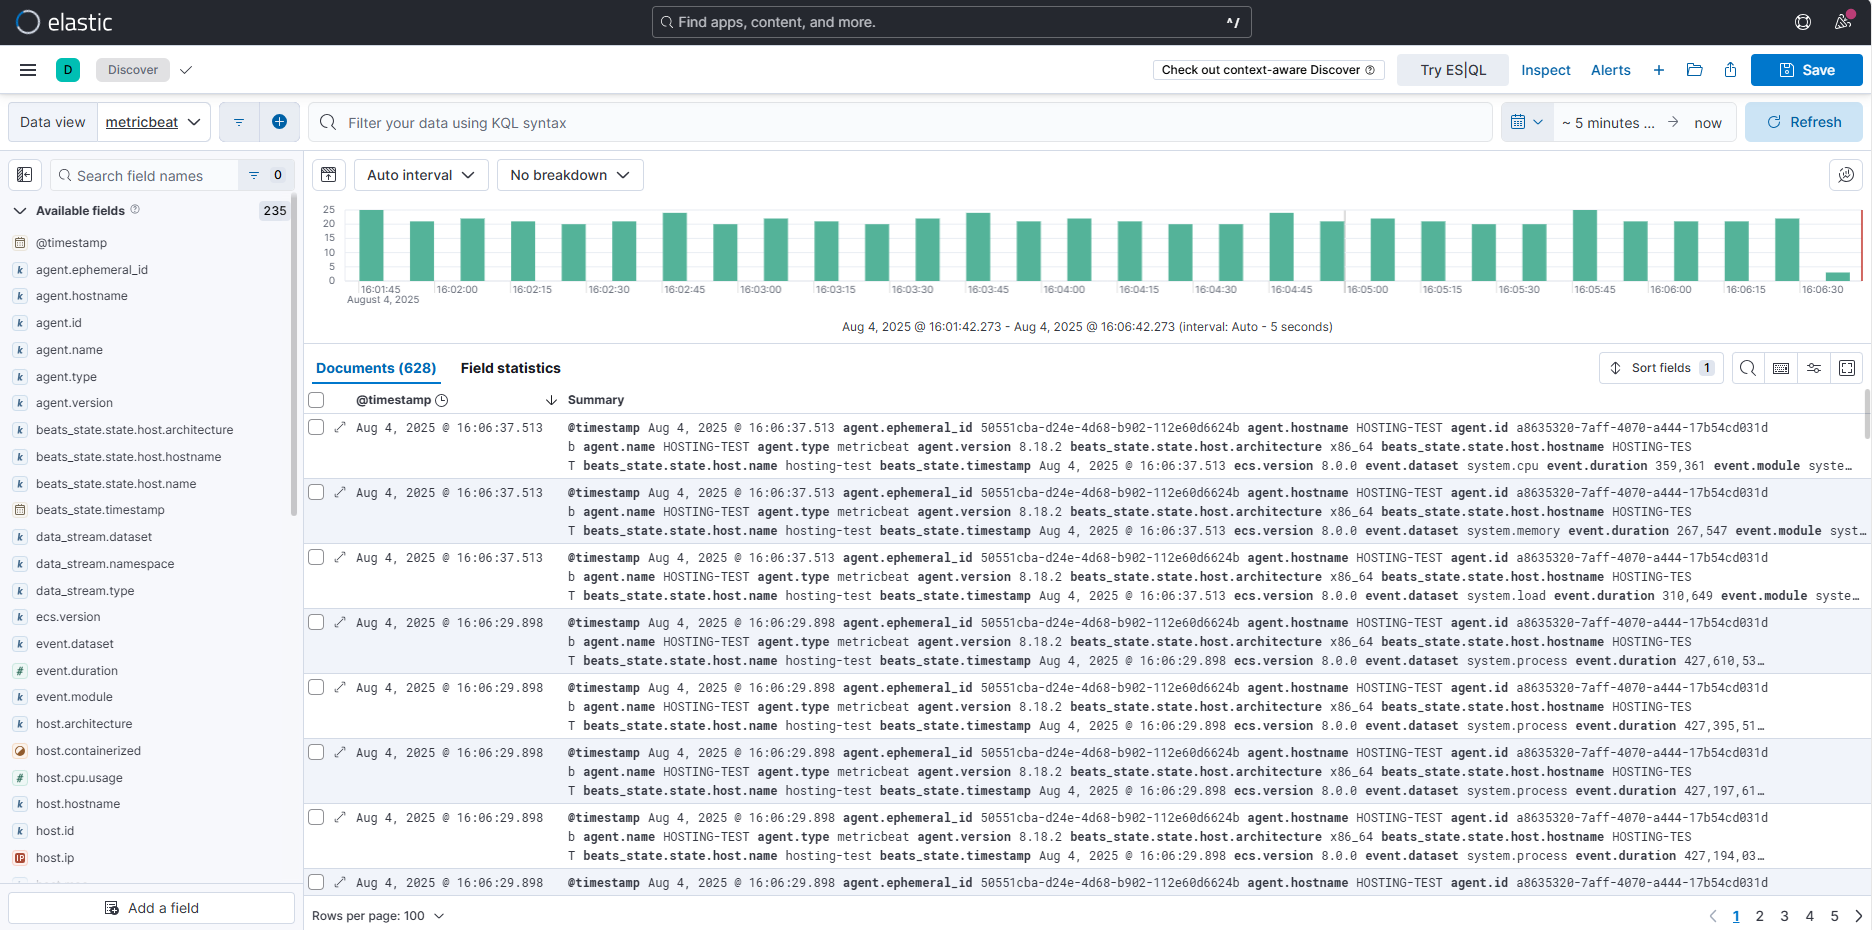 elastic
Find apps, content, and more.
^/
D
Discover
Check out context-aware Discover
Try ES|QL
Inspect
Alerts
Save
Data view
metricbeat
Filter your data using KQL syntax
~ 5 minutes ...
now
Refresh
Search field names
0
Auto interval
No breakdown
Available fields
235
@timestamp
agent.ephemeral_id
agent.hostname
agent.id
agent.name
agent.type
agent.version
beats_state.state.host.architecture
beats_state.state.host.hostname
beats_state.state.host.name
beats_state.timestamp
data_stream.dataset
data_stream.namespace
data_stream.type
ecs.version
event.dataset
event.duration
event.module
host.architecture
host.containerized
host.cpu.usage
host.hostname
host.id
host.ip
Add a field
25
20
15
10
5
0
16:01:45 16:02:00 16:02:15 16:02:30 16:02:45 16:03:00 16:03:15 16:03:30 16:03:45 16:04:00 16:04:15 16:04:30 16:04:45 16:05:00 16:05:15 16:05:30 16:05:45 16:06:00 16:06:15 16:06:30
August 4, 2025
Aug 4, 2025 @ 16:01:42.273 - Aug 4, 2025 @ 16:06:42.273 (interval: Auto - 5 seconds)
Documents (628)
Field statistics
Sort fields 1
@timestamp
Summary
Aug 4, 2025 @ 16:06:37.513 @timestamp Aug 4, 2025 @ 16:06:37.513 agent.ephemeral_id 50551cba-d24e-4d68-b902-112e60d6624b agent.hostname HOSTING-TEST agent.id a8635320-7aff-4070-a444-17b54cd031d
b agent.name HOSTING-TEST agent.type metricbeat agent.version 8.18.2 beats_state.state.host.architecture x86_64 beats_state.state.host.hostname HOSTING-TES
T beats_state.state.host.name hosting-test beats_state.timestamp Aug 4, 2025 @ 16:06:37.513 ecs.version 8.0.0 event.dataset system.cpu event.duration 359,361 event.module syste…
Aug 4, 2025 @ 16:06:37.513 @timestamp Aug 4, 2025 @ 16:06:37.513 agent.ephemeral_id 50551cba-d24e-4d68-b902-112e60d6624b agent.hostname HOSTING-TEST agent.id a8635320-7aff-4070-a444-17b54cd031d
b agent.name HOSTING-TEST agent.type metricbeat agent.version 8.18.2 beats_state.state.host.architecture x86_64 beats_state.state.host.hostname HOSTING-TES
T beats_state.state.host.name hosting-test beats_state.timestamp Aug 4, 2025 @ 16:06:37.513 ecs.version 8.0.0 event.dataset system.memory event.duration 267,547 event.module syst…
Aug 4, 2025 @ 16:06:37.513 @timestamp Aug 4, 2025 @ 16:06:37.513 agent.ephemeral_id 50551cba-d24e-4d68-b902-112e60d6624b agent.hostname HOSTING-TEST agent.id a8635320-7aff-4070-a444-17b54cd031d
b agent.name HOSTING-TEST agent.type metricbeat agent.version 8.18.2 beats_state.state.host.architecture x86_64 beats_state.state.host.hostname HOSTING-TES
T beats_state.state.host.name hosting-test beats_state.timestamp Aug 4, 2025 @ 16:06:37.513 ecs.version 8.0.0 event.dataset system.load event.duration 310,649 event.module syste…
Aug 4, 2025 @ 16:06:29.898 @timestamp Aug 4, 2025 @ 16:06:29.898 agent.ephemeral_id 50551cba-d24e-4d68-b902-112e60d6624b agent.hostname HOSTING-TEST agent.id a8635320-7aff-4070-a444-17b54cd031d
b agent.name HOSTING-TEST agent.type metricbeat agent.version 8.18.2 beats_state.state.host.architecture x86_64 beats_state.state.host.hostname HOSTING-TES
T beats_state.state.host.name hosting-test beats_state.timestamp Aug 4, 2025 @ 16:06:29.898 ecs.version 8.0.0 event.dataset system.process event.duration 427,610,53…
Aug 4, 2025 @ 16:06:29.898 @timestamp Aug 4, 2025 @ 16:06:29.898 agent.ephemeral_id 50551cba-d24e-4d68-b902-112e60d6624b agent.hostname HOSTING-TEST agent.id a8635320-7aff-4070-a444-17b54cd031d
b agent.name HOSTING-TEST agent.type metricbeat agent.version 8.18.2 beats_state.state.host.architecture x86_64 beats_state.state.host.hostname HOSTING-TES
T beats_state.state.host.name hosting-test beats_state.timestamp Aug 4, 2025 @ 16:06:29.898 ecs.version 8.0.0 event.dataset system.process event.duration 427,395,51…
Aug 4, 2025 @ 16:06:29.898 @timestamp Aug 4, 2025 @ 16:06:29.898 agent.ephemeral_id 50551cba-d24e-4d68-b902-112e60d6624b agent.hostname HOSTING-TEST agent.id a8635320-7aff-4070-a444-17b54cd031d
b agent.name HOSTING-TEST agent.type metricbeat agent.version 8.18.2 beats_state.state.host.architecture x86_64 beats_state.state.host.hostname HOSTING-TES
T beats_state.state.host.name hosting-test beats_state.timestamp Aug 4, 2025 @ 16:06:29.898 ecs.version 8.0.0 event.dataset system.process event.duration 427,197,61…
Aug 4, 2025 @ 16:06:29.898 @timestamp Aug 4, 2025 @ 16:06:29.898 agent.ephemeral_id 50551cba-d24e-4d68-b902-112e60d6624b agent.hostname HOSTING-TEST agent.id a8635320-7aff-4070-a444-17b54cd031d
b agent.name HOSTING-TEST agent.type metricbeat agent.version 8.18.2 beats_state.state.host.architecture x86_64 beats_state.state.host.hostname HOSTING-TES
T beats_state.state.host.name hosting-test beats_state.timestamp Aug 4, 2025 @ 16:06:29.898 ecs.version 8.0.0 event.dataset system.process event.duration 427,194,03…
Aug 4, 2025 @ 16:06:29.898 @timestamp Aug 4, 2025 @ 16:06:29.898 agent.ephemeral_id 50551cba-d24e-4d68-b902-112e60d6624b agent.hostname HOSTING-TEST agent.id a8635320-7aff-4070-a444-17b54cd031d
Rows per page: 100
1 2 3 4 5